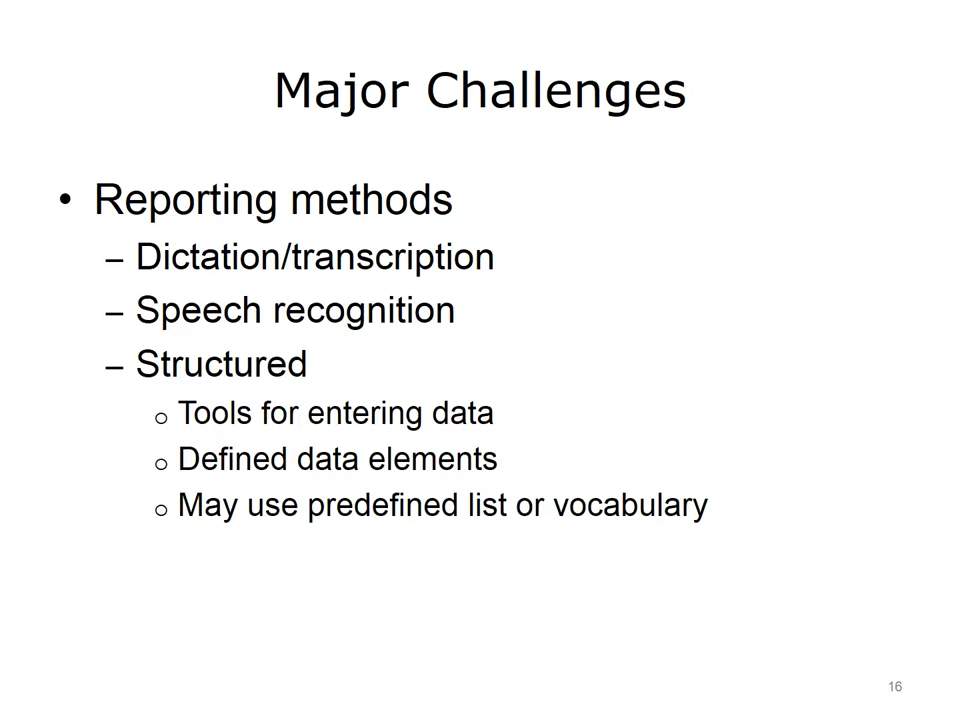 Major Challenges
• Reporting methods
– Dictation/transcription
– Speech recognition
– Structured
o Tools for entering data
o Defined data elements
o May use predefined list or vocabulary
16